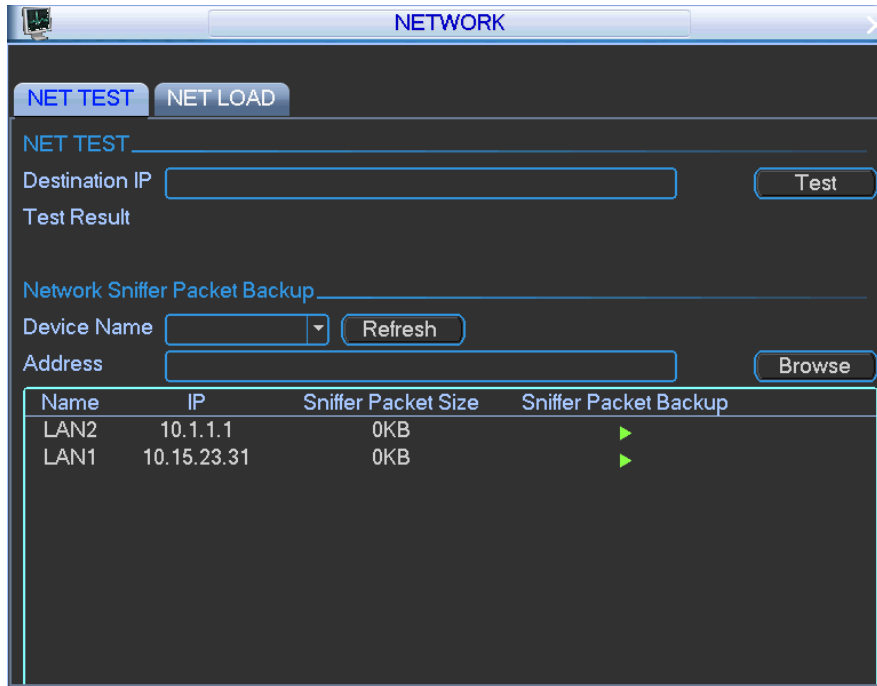 NETWORK
NET TEST NET LOAD
NET TEST
Destination IP Test
Test Result
Network Sniffer Packet Backup
Device Name Refresh
Address Browse
Name IP Sniffer Packet Size Sniffer Packet Backup
LAN2 10.1.1.1 0KB
LAN1 10.15.23.31 0KB